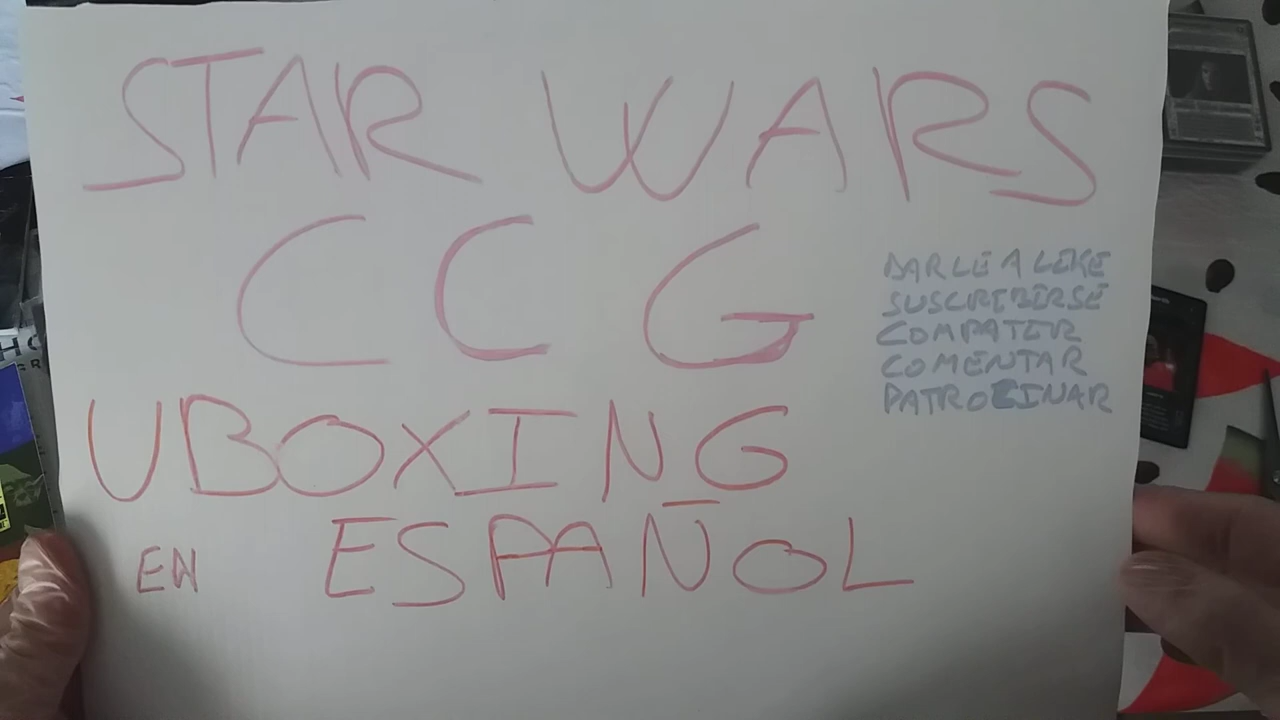 STAR WARS
CCG
UBOXING
EN ESPAÑOL
DARLE A LIKE
SUSCRIBIRSE
COMPATIR
COMENTAR
PATROCINAR